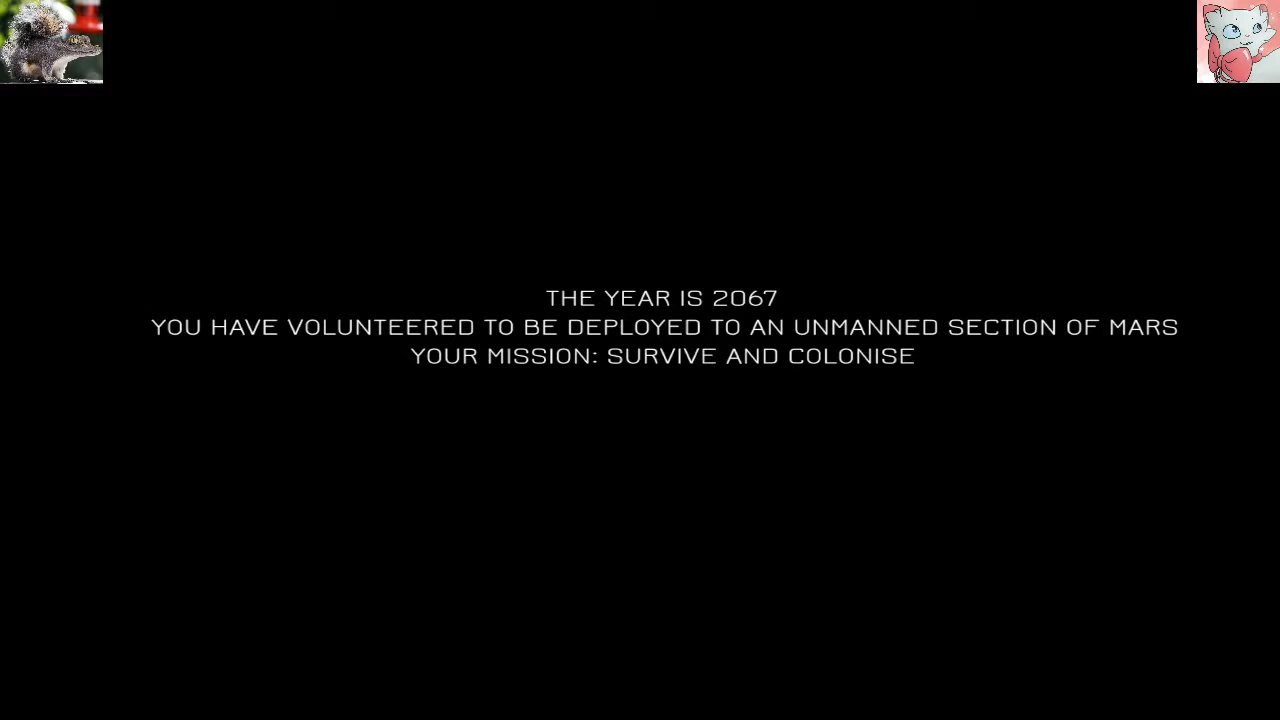 THE YEAR IS 2067
YOU HAVE VOLUNTEERED TO BE DEPLOYED TO AN UNMANNED SECTION OF MARS
YOUR MISSION: SURVIVE AND COLONISE